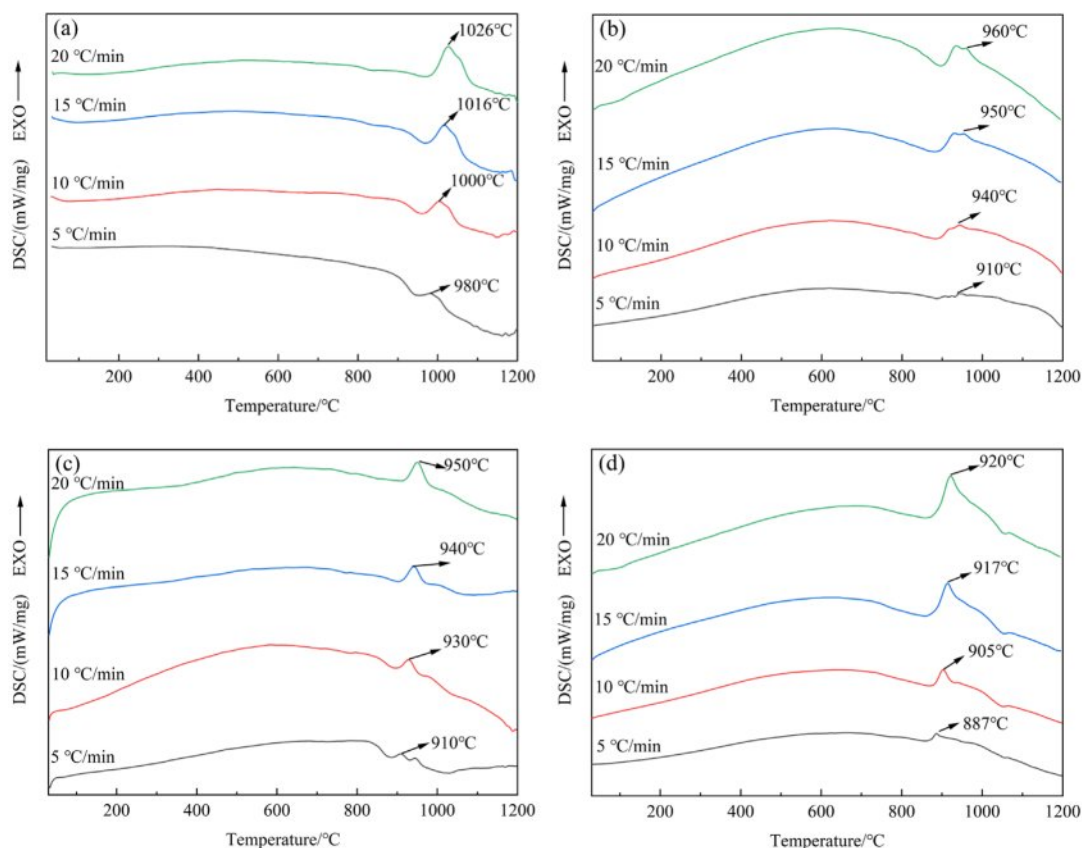 (a)
1026℃
20 ℃/min
1016℃
15 ℃/min
1000℃
10 ℃/min
5 ℃/min
980℃
DSC/(mW/mg) EXO
200 400 600 800 1000 1200
Temperature/℃
(b)
960℃
20 ℃/min
950℃
15 ℃/min
940℃
10 ℃/min
910℃
5 ℃/min
DSC/(mW/mg) EXO
200 400 600 800 1000 1200
Temperature/℃
(c)
950℃
20 ℃/min
940℃
15 ℃/min
930℃
10 ℃/min
910℃
5 ℃/min
DSC/(mW/mg) EXO
200 400 600 800 1000 1200
Temperature/℃
(d)
920℃
20 ℃/min
917℃
15 ℃/min
905℃
10 ℃/min
887℃
5 ℃/min
DSC/(mW/mg) EXO
200 400 600 800 1000 1200
Temperature/℃